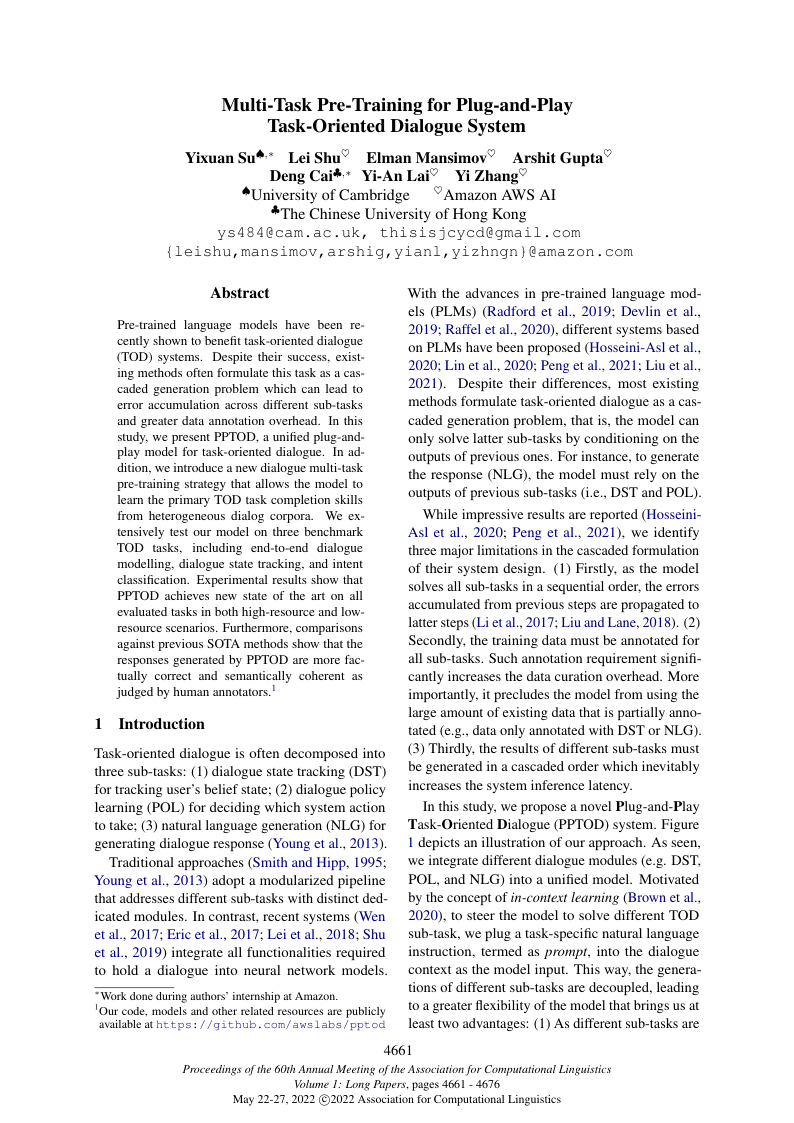 Multi-Task Pre-Training for Plug-and-Play
Task-Oriented Dialogue System
Yixuan Su♠,∗ Lei Shu♡ Elman Mansimov♡ Arshit Gupta♡
Deng Cai♣,∗ Yi-An Lai♡ Yi Zhang♡
♠University of Cambridge ♡Amazon AWS AI
♣The Chinese University of Hong Kong
ys484@cam.ac.uk, thisisjcycd@gmail.com
{leishu,mansimov,arshig,yianl,yizhngn}@amazon.com
Abstract
Pre-trained language models have been re-
cently shown to benefit task-oriented dialogue
(TOD) systems. Despite their success, exist-
ing methods often formulate this task as a cas-
caded generation problem which can lead to
error accumulation across different sub-tasks
and greater data annotation overhead. In this
study, we present PPTOD, a unified plug-and-
play model for task-oriented dialogue. In ad-
dition, we introduce a new dialogue multi-task
pre-training strategy that allows the model to
learn the primary TOD task completion skills
from heterogeneous dialog corpora. We ex-
tensively test our model on three benchmark
TOD tasks, including end-to-end dialogue
modelling, dialogue state tracking, and intent
classification. Experimental results show that
PPTOD achieves new state of the art on all
evaluated tasks in both high-resource and low-
resource scenarios. Furthermore, comparisons
against previous SOTA methods show that the
responses generated by PPTOD are more fac-
tually correct and semantically coherent as
judged by human annotators.1
1 Introduction
Task-oriented dialogue is often decomposed into
three sub-tasks: (1) dialogue state tracking (DST)
for tracking user's belief state; (2) dialogue policy
learning (POL) for deciding which system action
to take; (3) natural language generation (NLG) for
generating dialogue response (Young et al., 2013).
Traditional approaches (Smith and Hipp, 1995;
Young et al., 2013) adopt a modularized pipeline
that addresses different sub-tasks with distinct ded-
icated modules. In contrast, recent systems (Wen
et al., 2017; Eric et al., 2017; Lei et al., 2018; Shu
et al., 2019) integrate all functionalities required
to hold a dialogue into neural network models.
∗Work done during authors' internship at Amazon.
1Our code, models and other related resources are publicly
available at https://github.com/awslabs/pptod
With the advances in pre-trained language mod-
els (PLMs) (Radford et al., 2019; Devlin et al.,
2019; Raffel et al., 2020), different systems based
on PLMs have been proposed (Hosseini-Asl et al.,
2020; Lin et al., 2020; Peng et al., 2021; Liu et al.,
2021). Despite their differences, most existing
methods formulate task-oriented dialogue as a cas-
caded generation problem, that is, the model can
only solve latter sub-tasks by conditioning on the
outputs of previous ones. For instance, to generate
the response (NLG), the model must rely on the
outputs of previous sub-tasks (i.e., DST and POL).
While impressive results are reported (Hosseini-
Asl et al., 2020; Peng et al., 2021), we identify
three major limitations in the cascaded formulation
of their system design. (1) Firstly, as the model
solves all sub-tasks in a sequential order, the errors
accumulated from previous steps are propagated to
latter steps (Li et al., 2017; Liu and Lane, 2018). (2)
Secondly, the training data must be annotated for
all sub-tasks. Such annotation requirement signifi-
cantly increases the data curation overhead. More
importantly, it precludes the model from using the
large amount of existing data that is partially anno-
tated (e.g., data only annotated with DST or NLG).
(3) Thirdly, the results of different sub-tasks must
be generated in a cascaded order which inevitably
increases the system inference latency.
In this study, we propose a novel Plug-and-Play
Task-Oriented Dialogue (PPTOD) system. Figure
1 depicts an illustration of our approach. As seen,
we integrate different dialogue modules (e.g. DST,
POL, and NLG) into a unified model. Motivated
by the concept of in-context learning (Brown et al.,
2020), to steer the model to solve different TOD
sub-task, we plug a task-specific natural language
instruction, termed as prompt, into the dialogue
context as the model input. This way, the genera-
tions of different sub-tasks are decoupled, leading
to a greater flexibility of the model that brings us at
least two advantages: (1) As different sub-tasks are
4661
Proceedings of the 60th Annual Meeting of the Association for Computational Linguistics
Volume 1: Long Papers, pages 4661 - 4676
May 22-27, 2022 ©2022 Association for Computational Linguistics